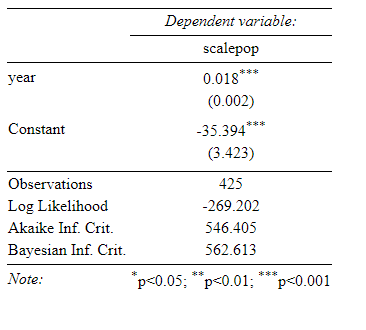 Dependent variable:
scalepop
year 0.018***
(0.002)
Constant -35.394***
(3.423)
Observations 425
Log Likelihood -269.202
Akaike Inf. Crit. 546.405
Bayesian Inf. Crit. 562.613
Note: *p<0.05; **p<0.01; ***p<0.001